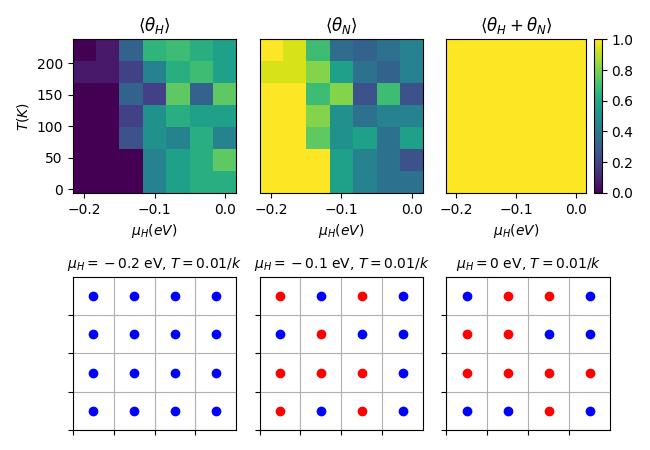 ⟨θ_H⟩ ⟨θ_N⟩ ⟨θ_H + θ_N⟩
T(K)
200
150
100
50
0
−0.2 −0.1 0.0
μ_H(eV)
−0.2 −0.1 0.0
μ_H(eV)
−0.2 −0.1 0.0
μ_H(eV)
1.0
0.8
0.6
0.4
0.2
0.0
μ_H = −0.2 eV, T = 0.01/k
μ_H = −0.1 eV, T = 0.01/k
μ_H = 0 eV, T = 0.01/k